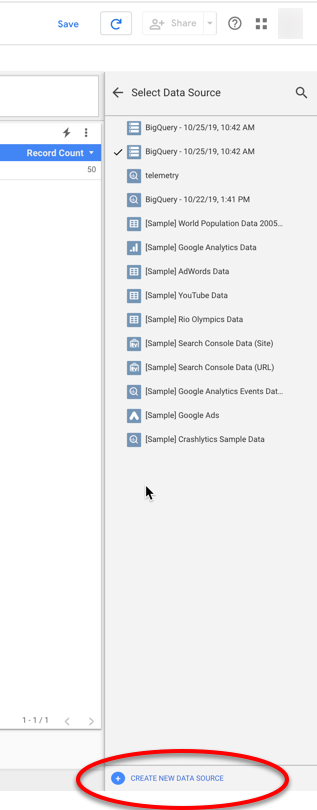 Save
Share
Select Data Source
BigQuery - 10/25/19, 10:42 AM
Record Count
BigQuery - 10/25/19, 10:42 AM
50
telemetry
BigQuery - 10/22/19, 1:41 PM
[Sample] World Population Data 2005...
[Sample] Google Analytics Data
[Sample] AdWords Data
[Sample] YouTube Data
[Sample] Rio Olympics Data
[Sample] Search Console Data (Site)
[Sample] Search Console Data (URL)
[Sample] Google Analytics Events Dat...
[Sample] Google Ads
[Sample] Crashlytics Sample Data
1 - 1 / 1
CREATE NEW DATA SOURCE